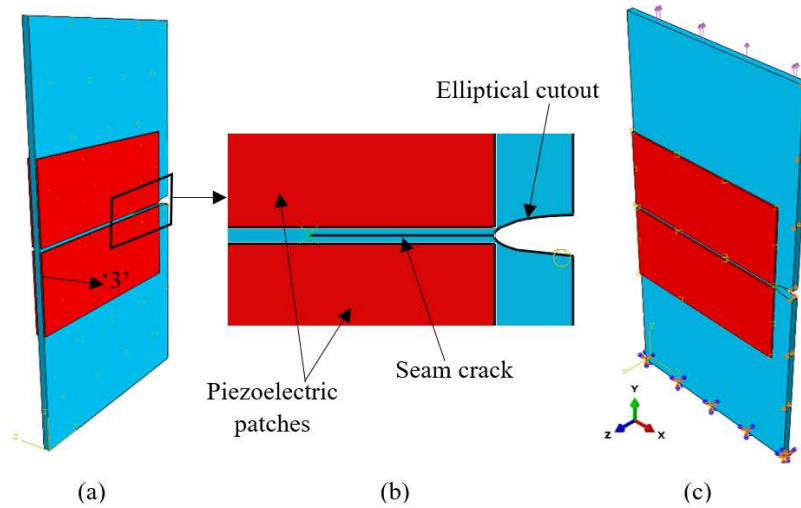 Elliptical cutout
'3'
Seam crack
Piezoelectric
patches
Y
Z
X
z
(a)
(b)
(c)